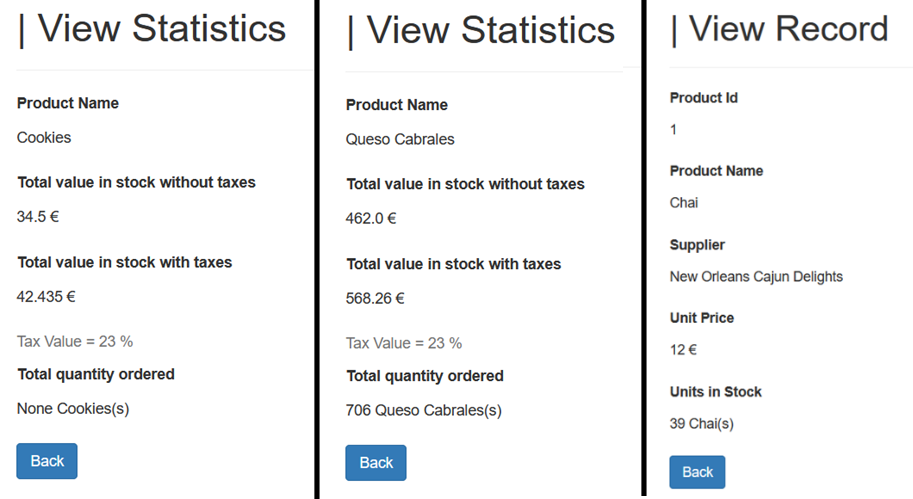 | View Statistics
Product Name
Cookies
Total value in stock without taxes
34.5 €
Total value in stock with taxes
42.435 €
Tax Value = 23 %
Total quantity ordered
None Cookies(s)
Back
| View Statistics
Product Name
Queso Cabrales
Total value in stock without taxes
462.0 €
Total value in stock with taxes
568.26 €
Tax Value = 23 %
Total quantity ordered
706 Queso Cabrales(s)
Back
| View Record
Product Id
1
Product Name
Chai
Supplier
New Orleans Cajun Delights
Unit Price
12 €
Units in Stock
39 Chai(s)
Back